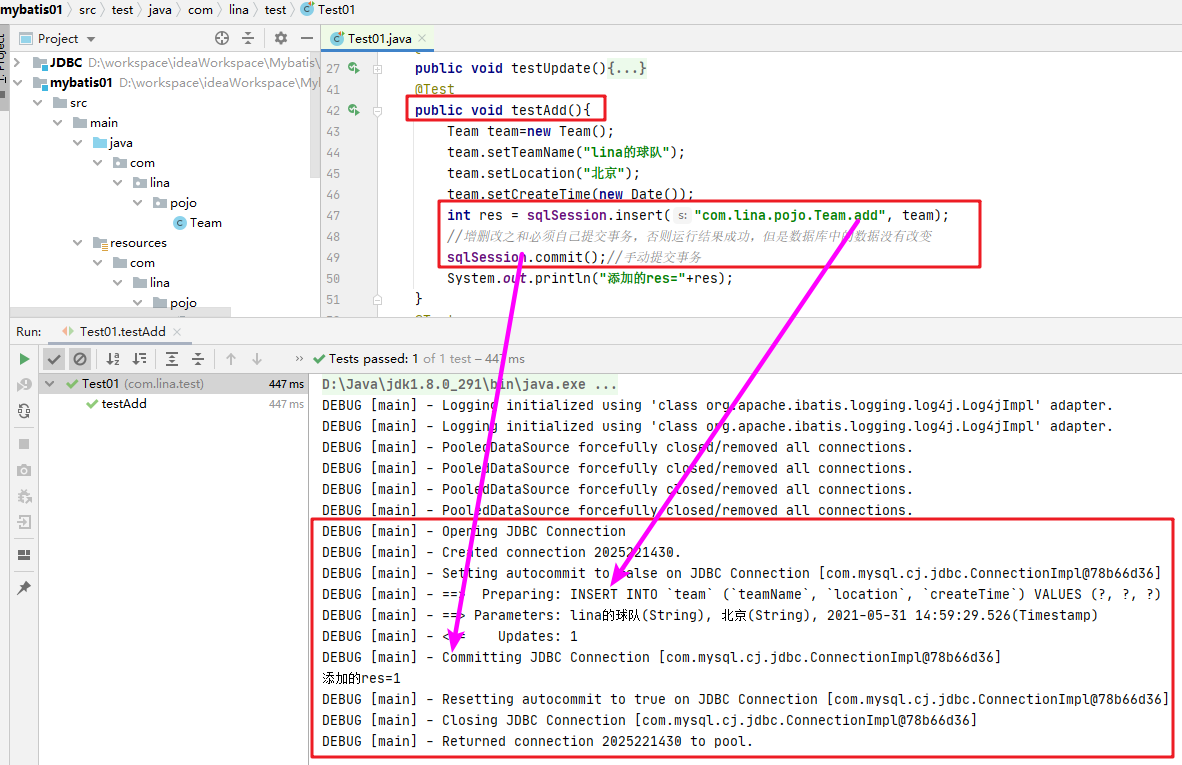 mybatis01 〉 src 〉 test 〉 java 〉 com 〉 lina 〉 test 〉 Test01
Project
Test01.java
1: Project
JDBC D:\workspace\ideaWorkspace\Mybatis\
mybatis01 D:\workspace\ideaWorkspace\My
src
main
java
com
lina
pojo
Team
resources
com
lina
pojo
27 public void testUpdate(){...}
41 @Test
42 public void testAdd(){
43 Team team=new Team();
44 team.setTeamName("lina的球队");
45 team.setLocation("北京");
46 team.setCreateTime(new Date());
47 int res = sqlSession.insert( s: "com.lina.pojo.Team.add", team);
48 //增删改之和必须自己提交事务，否则运行结果成功，但是数据库中的数据没有改变
49 sqlSession.commit();//手动提交事务
50 System.out.println("添加的res="+res);
51 }
Run: Test01.testAdd
Tests passed: 1 of 1 test – 447 ms
Test01 (com.lina.test) 447 ms
testAdd 447 ms
D:\Java\jdk1.8.0_291\bin\java.exe ...
DEBUG [main] - Logging initialized using 'class org.apache.ibatis.logging.log4j.Log4jImpl' adapter.
DEBUG [main] - Logging initialized using 'class org.apache.ibatis.logging.log4j.Log4jImpl' adapter.
DEBUG [main] - PooledDataSource forcefully closed/removed all connections.
DEBUG [main] - PooledDataSource forcefully closed/removed all connections.
DEBUG [main] - PooledDataSource forcefully closed/removed all connections.
DEBUG [main] - PooledDataSource forcefully closed/removed all connections.
DEBUG [main] - Opening JDBC Connection
DEBUG [main] - Created connection 2025221430.
DEBUG [main] - Setting autocommit to false on JDBC Connection [com.mysql.cj.jdbc.ConnectionImpl@78b66d36]
DEBUG [main] - ==>  Preparing: INSERT INTO `team` (`teamName`, `location`, `createTime`) VALUES (?, ?, ?)
DEBUG [main] - ==> Parameters: lina的球队(String), 北京(String), 2021-05-31 14:59:29.526(Timestamp)
DEBUG [main] - <==    Updates: 1
DEBUG [main] - Committing JDBC Connection [com.mysql.cj.jdbc.ConnectionImpl@78b66d36]
添加的res=1
DEBUG [main] - Resetting autocommit to true on JDBC Connection [com.mysql.cj.jdbc.ConnectionImpl@78b66d36]
DEBUG [main] - Closing JDBC Connection [com.mysql.cj.jdbc.ConnectionImpl@78b66d36]
DEBUG [main] - Returned connection 2025221430 to pool.